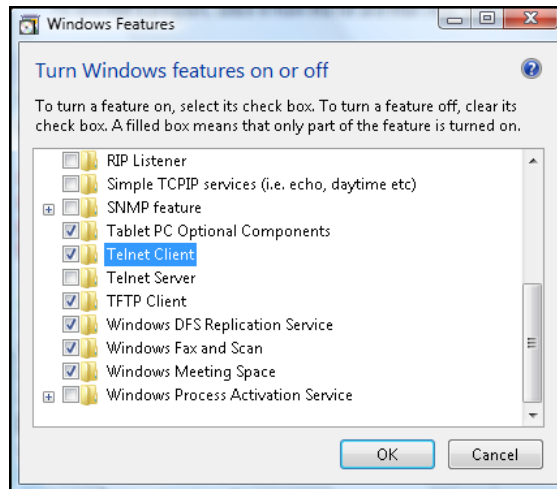 Windows Features
Turn Windows features on or off
To turn a feature on, select its check box. To turn a feature off, clear its
check box. A filled box means that only part of the feature is turned on.
RIP Listener
Simple TCPIP services (i.e. echo, daytime etc)
SNMP feature
Tablet PC Optional Components
Telnet Client
Telnet Server
TFTP Client
Windows DFS Replication Service
Windows Fax and Scan
Windows Meeting Space
Windows Process Activation Service
OK Cancel